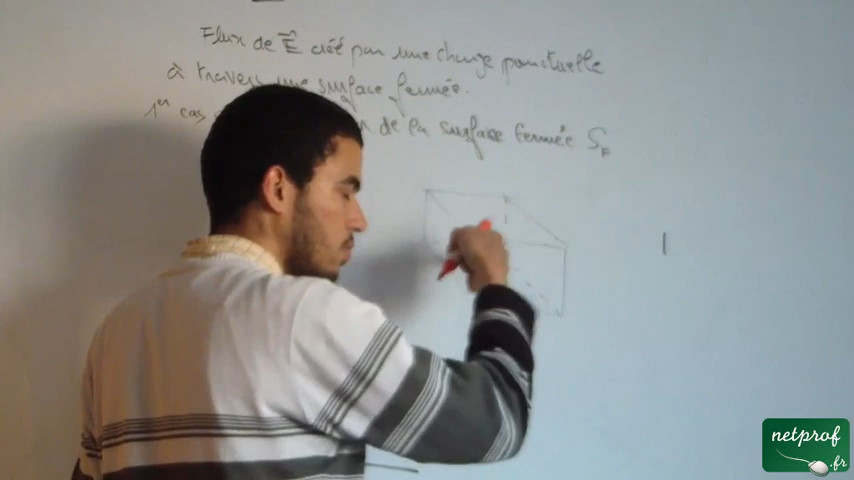 Flux de E⃗ créé par une charge ponctuelle
à travers une surface fermée.
1er cas de la surface fermée SF
netprof
.fr